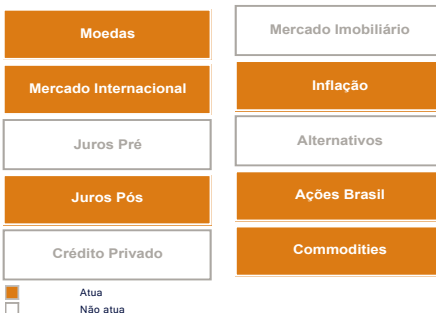 Moedas
Mercado Imobiliário
Mercado Internacional
Inflação
Juros Pré
Alternativos
Juros Pós
Ações Brasil
Crédito Privado
Commodities
Atua
Não atua